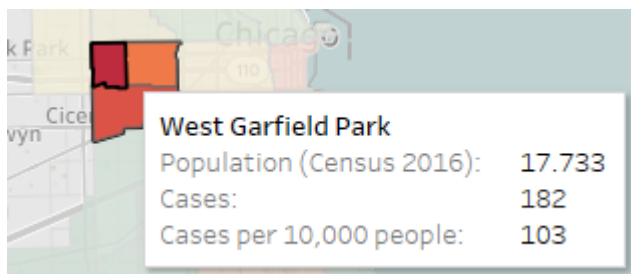 k Park
Chicago
110
Cice
wyn
West Garfield Park
Population (Census 2016): 17.733
Cases: 182
Cases per 10,000 people: 103